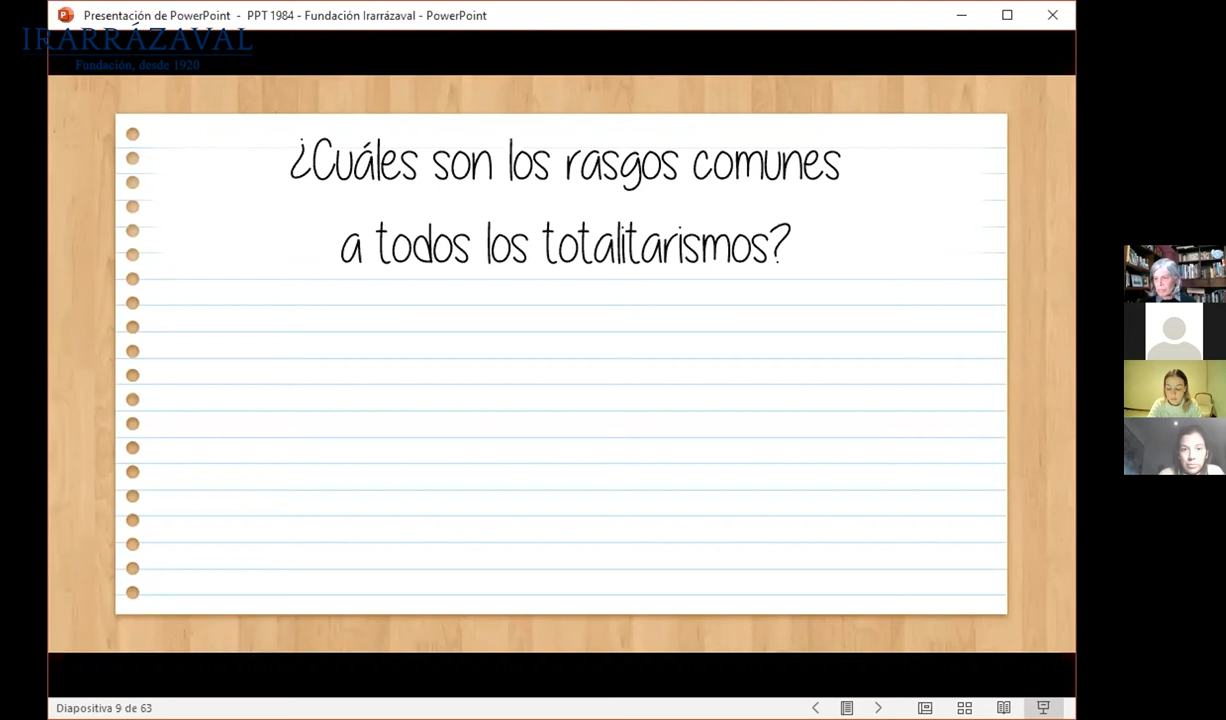 Presentación de PowerPoint - PPT 1984 - Fundación Irarrázaval - PowerPoint
IRARRÁZAVAL
Fundación, desde 1920
¿Cuáles son los rasgos comunes
a todos los totalitarismos?
Diapositiva 9 de 63